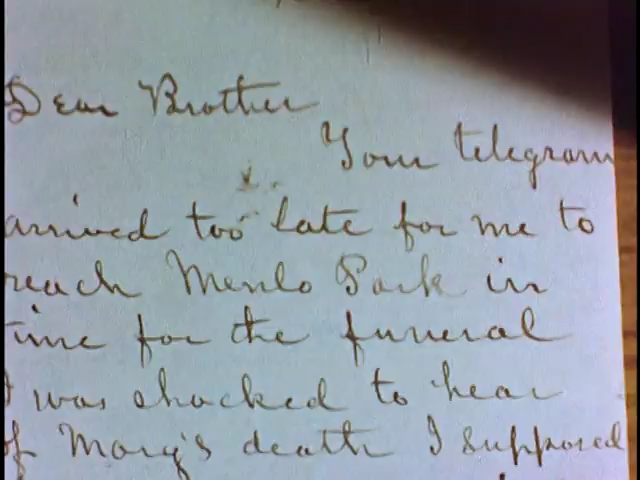 Dear Brother
Your telegram
arrived too late for me to
reach Menlo Park in
time for the funeral
I was shocked to hear
of Mary's death I supposed